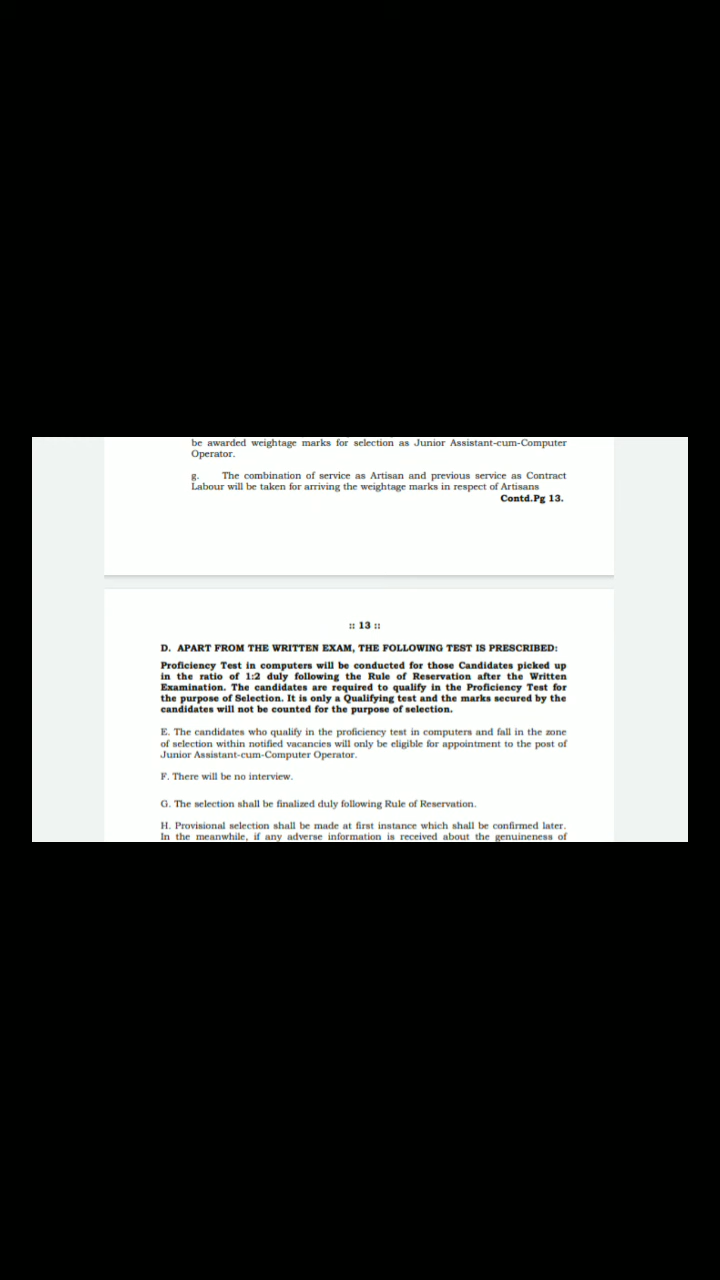 be awarded weightage marks for selection as Junior Assistant-cum-Computer
Operator.
g. The combination of service as Artisan and previous service as Contract
Labour will be taken for arriving the weightage marks in respect of Artisans
Contd.Pg 13.
:: 13 ::
D. APART FROM THE WRITTEN EXAM, THE FOLLOWING TEST IS PRESCRIBED:
Proficiency Test in computers will be conducted for those Candidates picked up
in the ratio of 1:2 duly following the Rule of Reservation after the Written
Examination. The candidates are required to qualify in the Proficiency Test for
the purpose of Selection. It is only a Qualifying test and the marks secured by the
candidates will not be counted for the purpose of selection.
E. The candidates who qualify in the proficiency test in computers and fall in the zone
of selection within notified vacancies will only be eligible for appointment to the post of
Junior Assistant-cum-Computer Operator.
F. There will be no interview.
G. The selection shall be finalized duly following Rule of Reservation.
H. Provisional selection shall be made at first instance which shall be confirmed later.
In the meanwhile, if any adverse information is received about the genuineness of